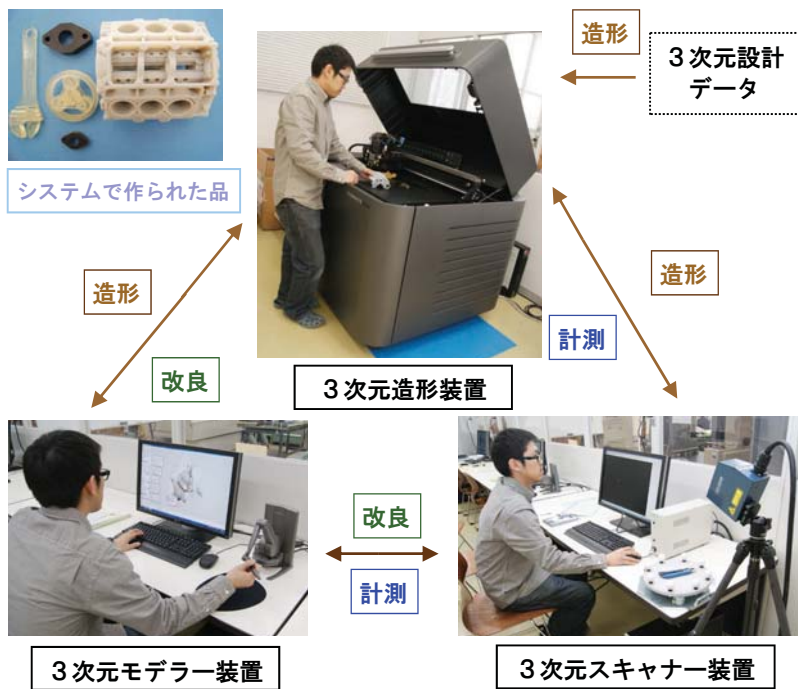 造形
３次元設計
データ
システムで作られた品
造形
造形
計測
改良
３次元造形装置
改良
計測
３次元モデラー装置
３次元スキャナー装置